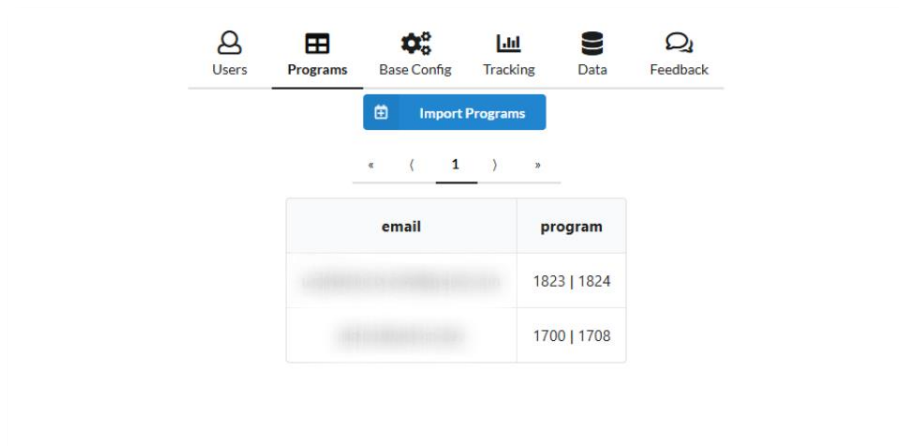 Users Programs Base Config Tracking Data Feedback
Import Programs
« ⟨ 1 ⟩ »
email program
1823 | 1824
1700 | 1708